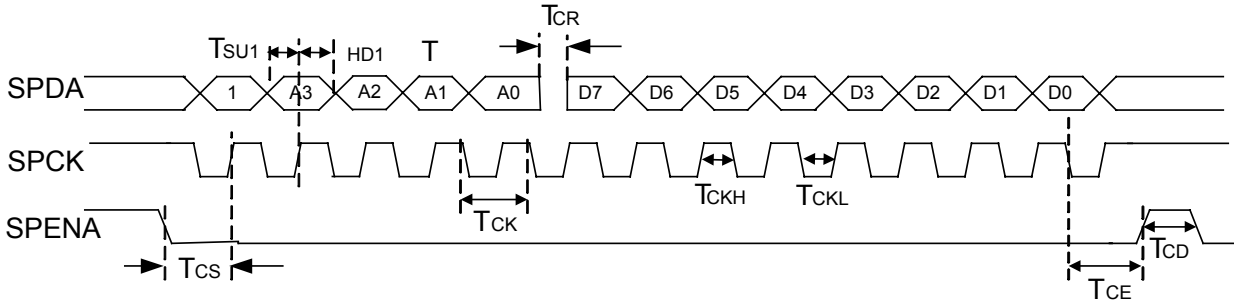 TCR
TSU1 HD1 T
SPDA 1 A3 A2 A1 A0 D7 D6 D5 D4 D3 D2 D1 D0
SPCK
TCK TCKH TCKL
SPENA
TCS TCE TCD